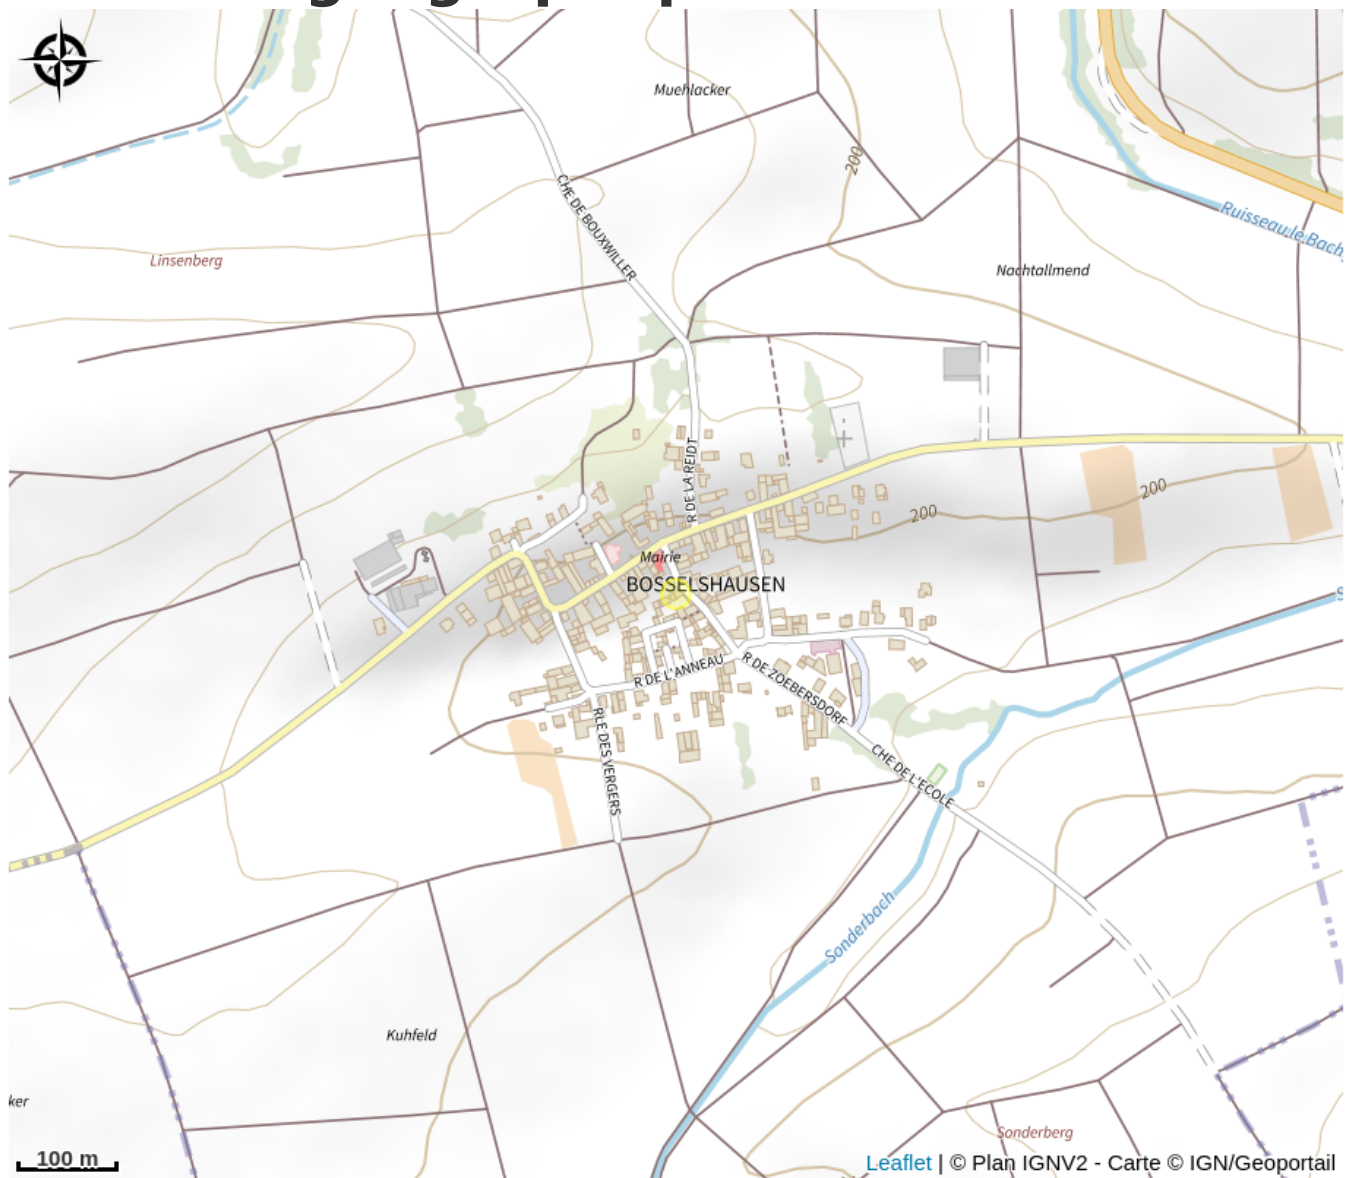 Muehlacker
200
CHE DE BOUXWILLER
Ruisseau le Bach
Linsenberg
Nachtallmend
R DE LA REIDT
200
200
Mairie
BOSSELSHAUSEN
R DE L'ANNEAU
R DE ZOEBERSDORF
RLE DES VERGERS
CHE DE L'ECOLE
Sonderbach
Kuhfeld
ker
Sonderberg
100 m
Leaflet | © Plan IGNV2 - Carte © IGN/Geoportail